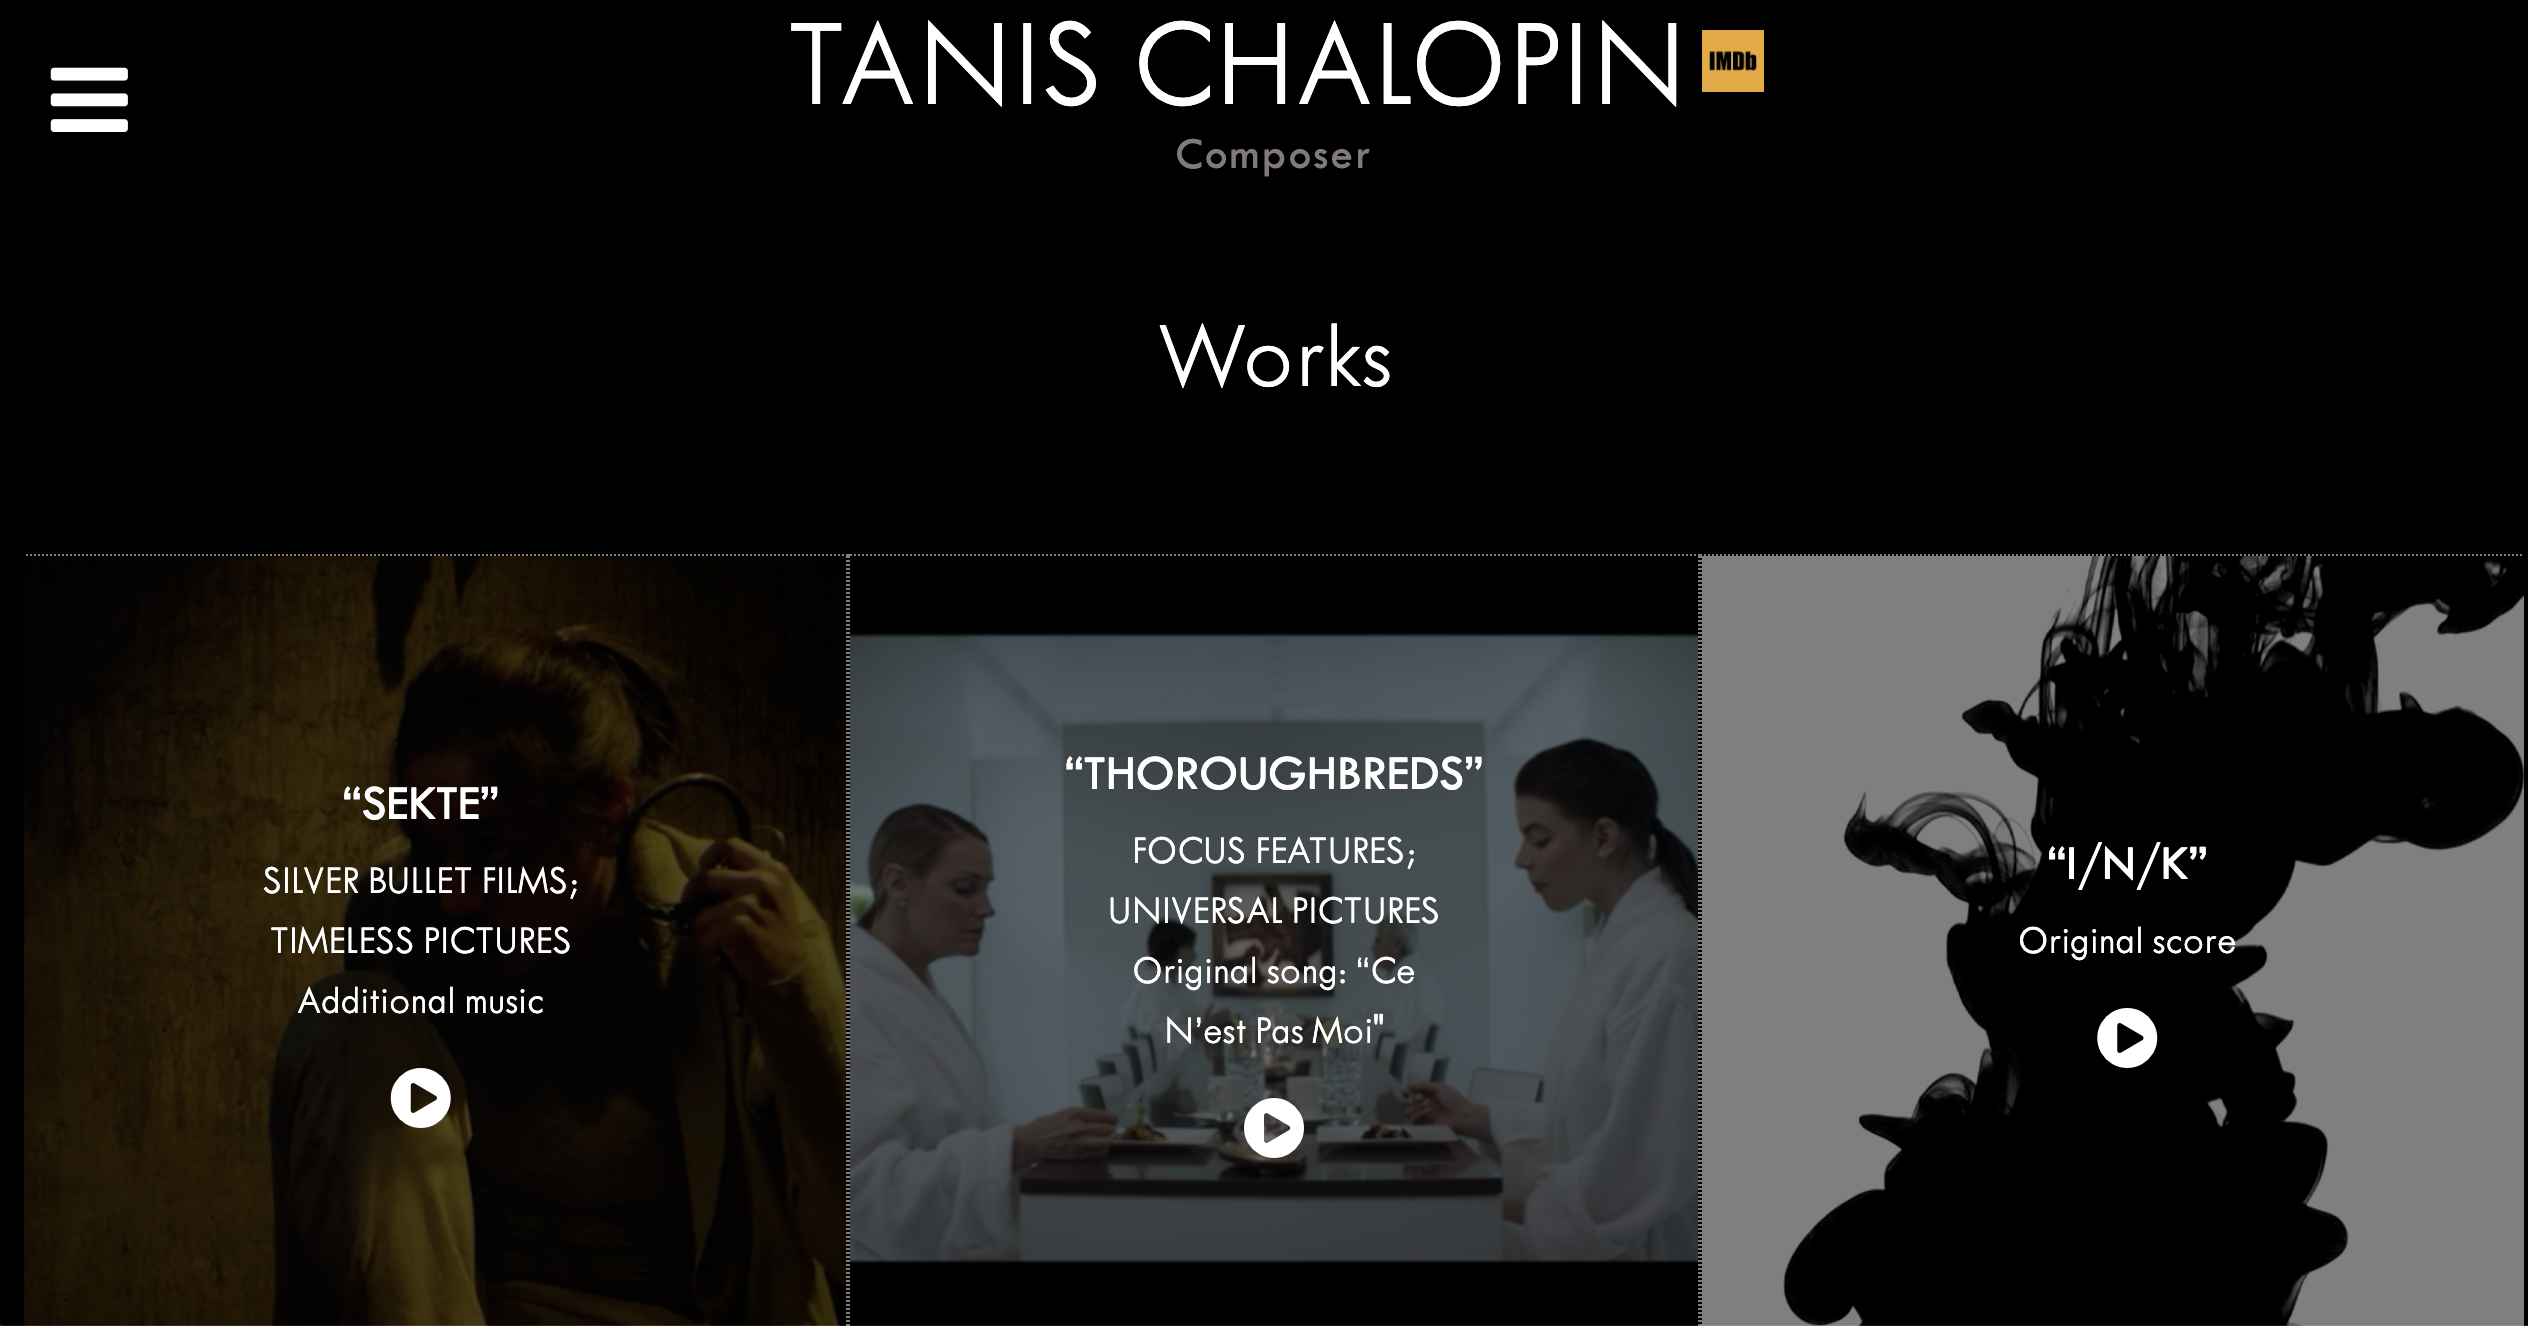 TANIS CHALOPIN
IMDb
Composer
Works
“SEKTE”
SILVER BULLET FILMS;
TIMELESS PICTURES
Additional music
“THOROUGHBREDS”
FOCUS FEATURES;
UNIVERSAL PICTURES
Original song: “Ce
N’est Pas Moi"
“I/N/K”
Original score